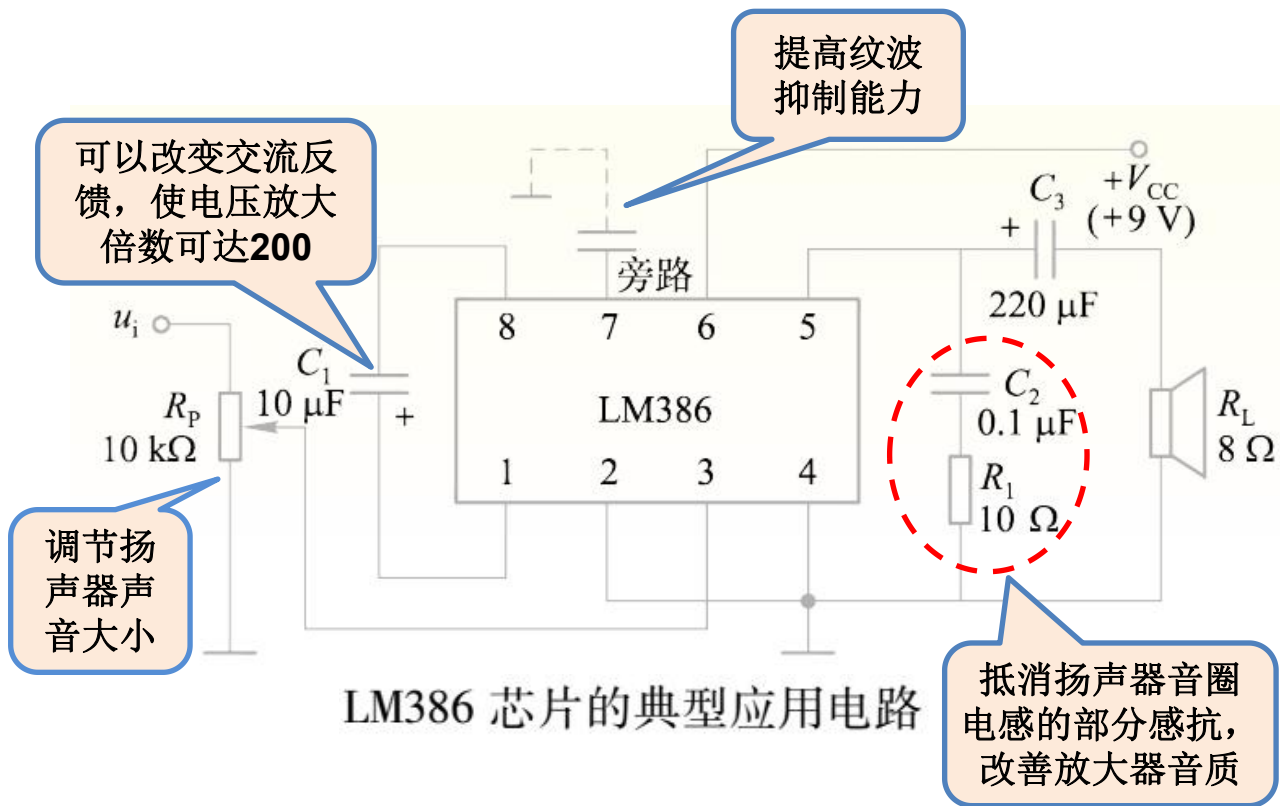 提高纹波
抑制能力
可以改变交流反
馈，使电压放大
倍数可达200
C₃
+V_CC
(+9 V)
+
220 μF
旁路
u_i
8
7
6
5
C₁
10 μF
+
R_P
10 kΩ
LM386
C₂
0.1 μF
R_L
8 Ω
1
2
3
4
R₁
10 Ω
调节扬
声器声
音大小
抵消扬声器音圈
电感的部分感抗，
改善放大器音质
LM386 芯片的典型应用电路